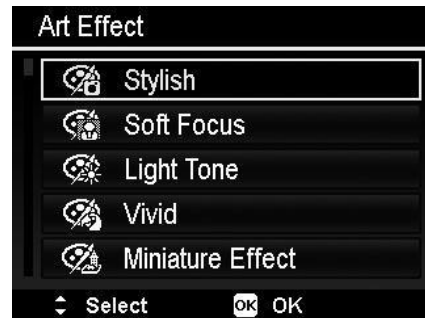 Art Effect
Stylish
Soft Focus
Light Tone
Vivid
Miniature Effect
Select OK OK